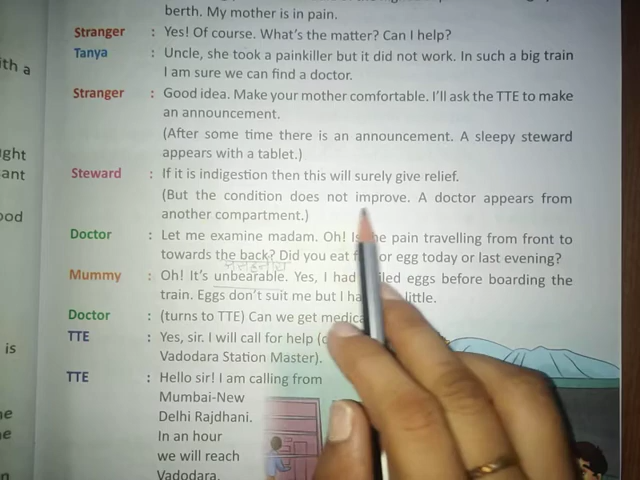 berth. My mother is in pain.
Stranger : Yes! Of course. What's the matter? Can I help?
Tanya : Uncle, she took a painkiller but it did not work. In such a big train
I am sure we can find a doctor.
Stranger : Good idea. Make your mother comfortable. I'll ask the TTE to make
an announcement.
(After some time there is an announcement. A sleepy steward
appears with a tablet.)
Steward : If it is indigestion then this will surely give relief.
(But the condition does not improve. A doctor appears from
another compartment.)
Doctor : Let me examine madam. Oh! Is the pain travelling from front to
towards the back? Did you eat or egg today or last evening?
Mummy : Oh! It's unbearable. Yes, I had eggs before boarding the
train. Eggs don't suit me but I little.
Doctor : (turns to TTE) Can we get
TTE : Yes, sir. I will call for help
Vadodara Station Master).
TTE : Hello sir! I am calling from
Mumbai-New
Delhi Rajdhani.
In an hour
we will reach
Vadodara.